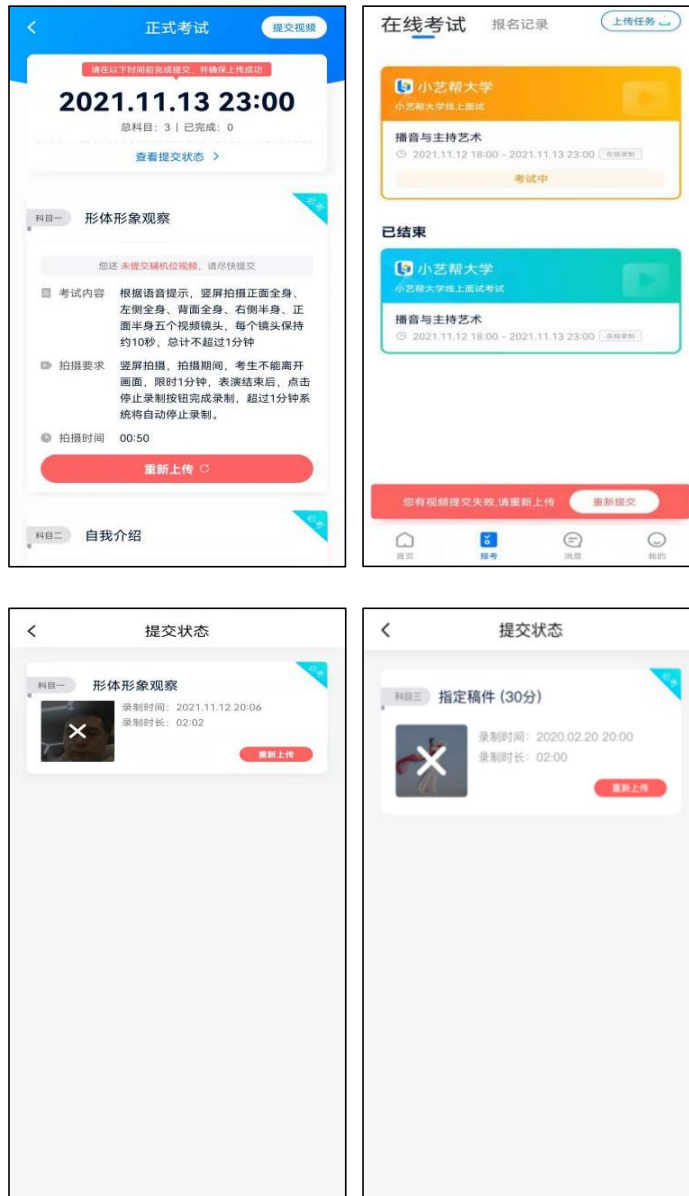 正式考试
提交视频
请在以下时间前完成提交，并确保上传成功
2021.11.13 23:00
总科目：3 | 已完成：0
查看提交状态 >
必考
科目一 形体形象观察
您还 未提交辅机位视频，请尽快提交
考试内容 根据语音提示，竖屏拍摄正面全身、
左侧全身、背面全身、右侧半身、正
面半身五个视频镜头，每个镜头保持
约10秒，总计不超过1分钟
拍摄要求 竖屏拍摄，拍摄期间，考生不能离开
画面，限时1分钟，表演结束后，点击
停止录制按钮完成录制，超过1分钟系
统将自动停止录制。
拍摄时间 00:50
重新上传
必考
科目二 自我介绍
在线考试 报名记录 上传任务
小艺帮大学
小艺帮大学线上面试
播音与主持艺术
2021.11.12 18:00 - 2021.11.13 23:00 在线录制
考试中
已结束
小艺帮大学
小艺帮大学线上面试考试
播音与主持艺术
2021.11.12 18:00 - 2021.11.13 23:00 在线录制
您有视频提交失败,请重新上传 重新提交
首页 报考 消息 我的
提交状态
必考
科目一 形体形象观察
录制时间：2021.11.12 20:06
录制时长：02:02
重新上传
提交状态
必考
科目三 指定稿件 (30分)
录制时间：2020.02.20 20:00
录制时长：02:00
重新上传